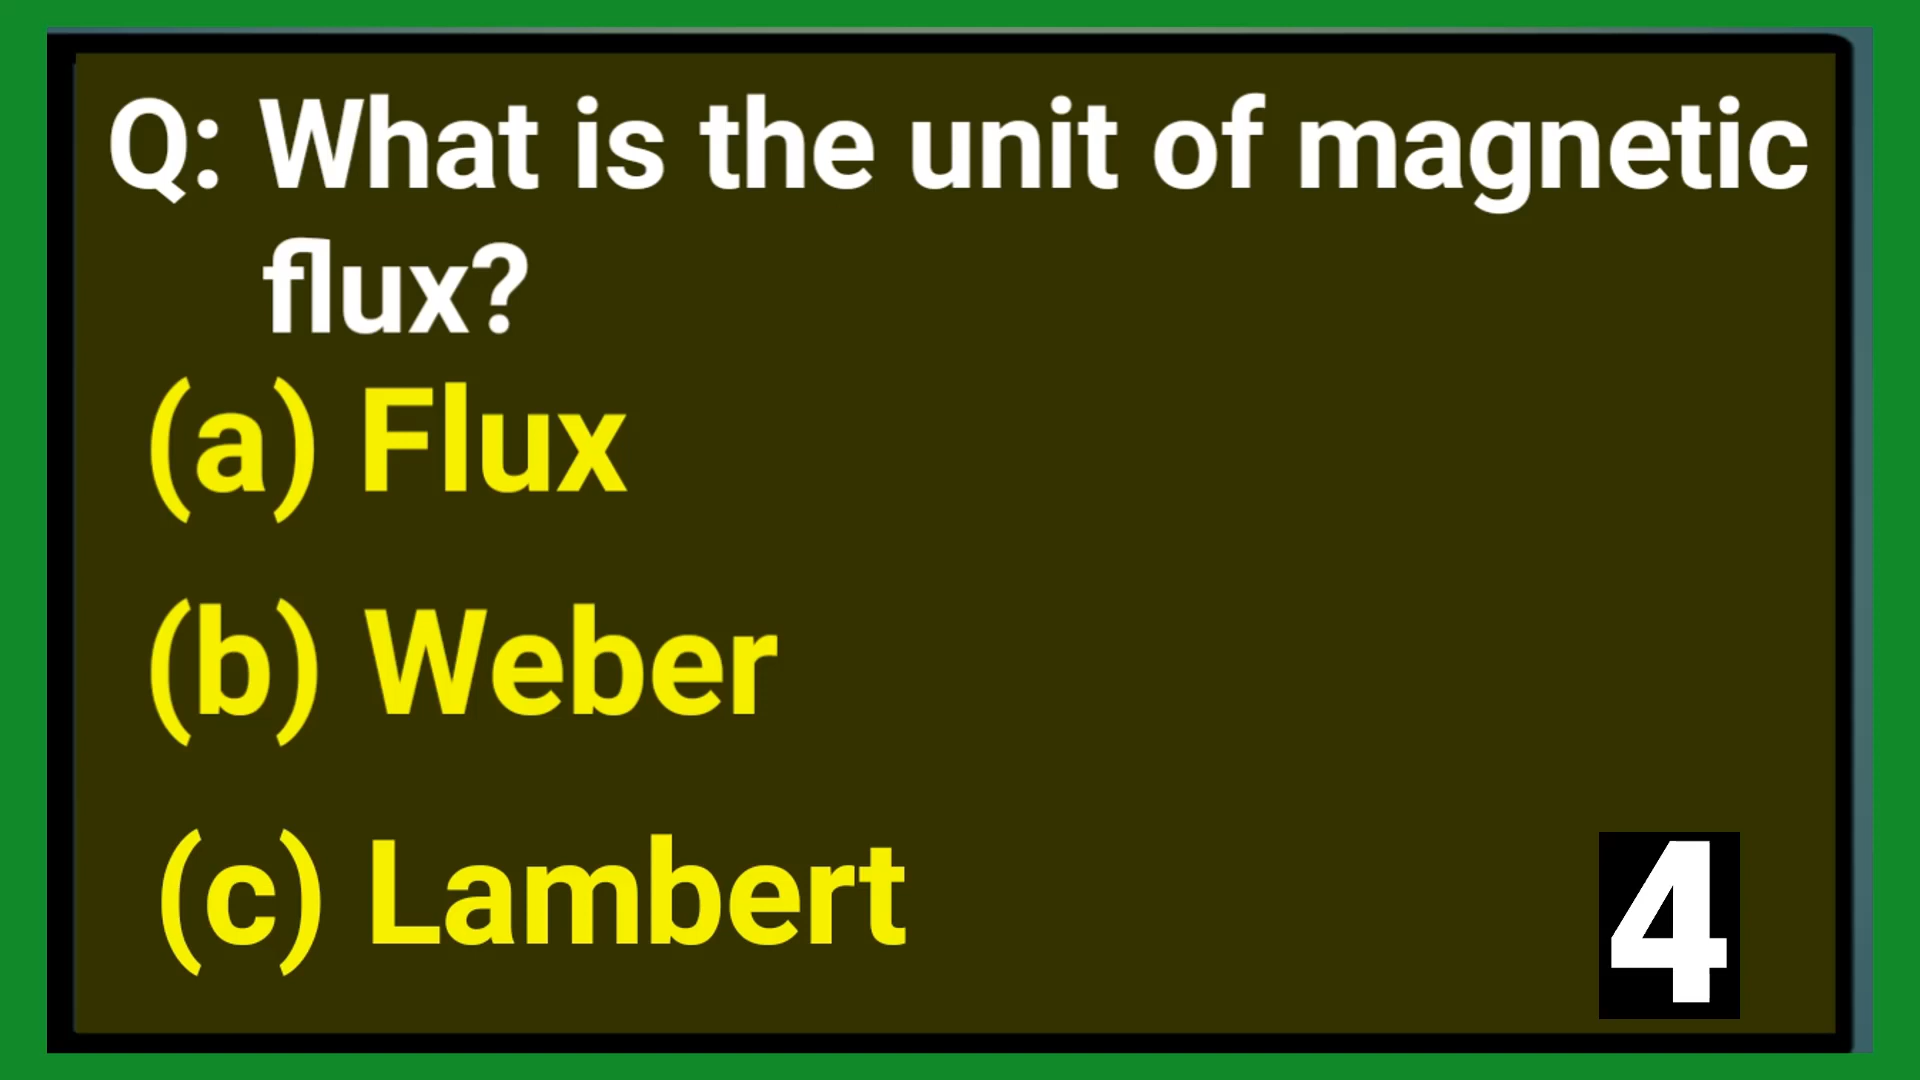 Q: What is the unit of magnetic
flux?
(a) Flux
(b) Weber
(c) Lambert
4